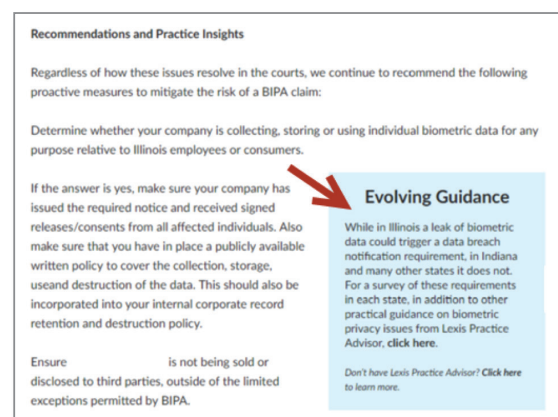 Recommendations and Practice Insights
Regardless of how these issues resolve in the courts, we continue to recommend the following
proactive measures to mitigate the risk of a BIPA claim:
Determine whether your company is collecting, storing or using individual biometric data for any
purpose relative to Illinois employees or consumers.
If the answer is yes, make sure your company has
issued the required notice and received signed
releases/consents from all affected individuals. Also
make sure that you have in place a publicly available
written policy to cover the collection, storage,
useand destruction of the data. This should also be
incorporated into your internal corporate record
retention and destruction policy.
Ensure is not being sold or
disclosed to third parties, outside of the limited
exceptions permitted by BIPA.
Evolving Guidance
While in Illinois a leak of biometric
data could trigger a data breach
notification requirement, in Indiana
and many other states it does not.
For a survey of these requirements
in each state, in addition to other
practical guidance on biometric
privacy issues from Lexis Practice
Advisor, click here.
Don't have Lexis Practice Advisor? Click here
to learn more.